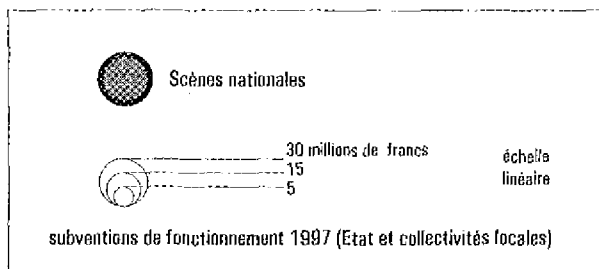 Scènes nationales
30 millions de francs
15
5
échelle
linéaire
subventions de fonctionnement 1997 (Etat et collectivités locales)